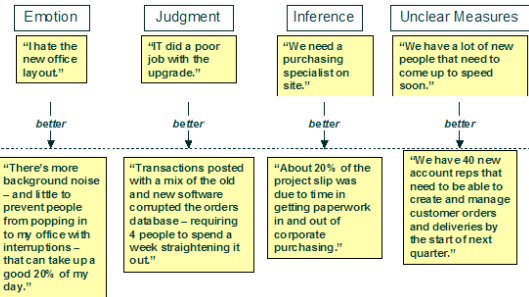 Emotion
Judgment
Inference
Unclear Measures
“I hate the
new office
layout.”
“IT did a poor
job with the
upgrade.”
“We need a
purchasing
specialist on
site.”
“We have a lot of new
people that need to
come up to speed
soon.”
better
better
better
better
“There’s more
background noise
– and little to
prevent people
from popping in
to my office with
interruptions –
that can take up a
good 20% of my
day.”
“Transactions posted
with a mix of the old
and new software
corrupted the orders
database – requiring
4 people to spend a
week straightening it
out.”
“About 20% of the
project slip was
due to time in
getting paperwork
in and out of
corporate
purchasing.”
“We have 40 new
account reps that
need to be able to
create and manage
customer orders
and deliveries by
the start of next
quarter.”